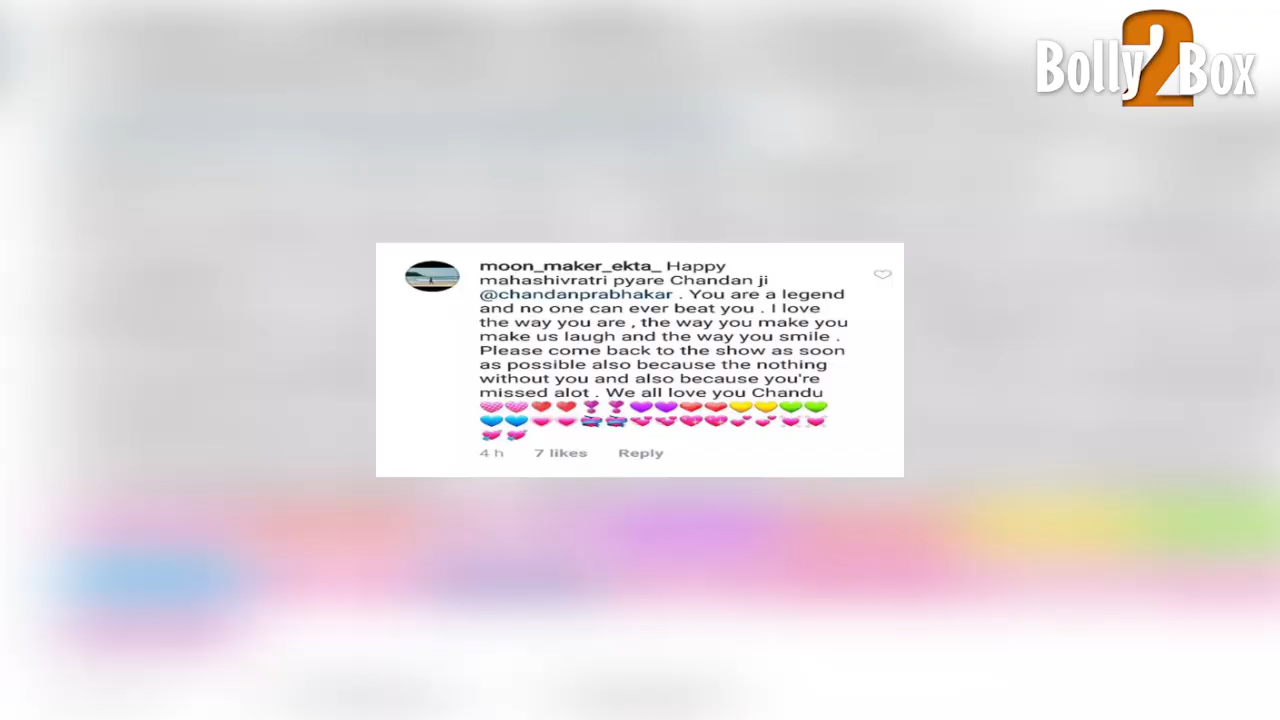 Bolly2Box
moon_maker_ekta_ Happy
mahashivratri pyare Chandan ji
@chandanprabhakar . You are a legend
and no one can ever beat you . I love
the way you are , the way you make you
make us laugh and the way you smile .
Please come back to the show as soon
as possible also because the nothing
without you and also because you're
missed alot . We all love you Chandu
4 h 7 likes Reply